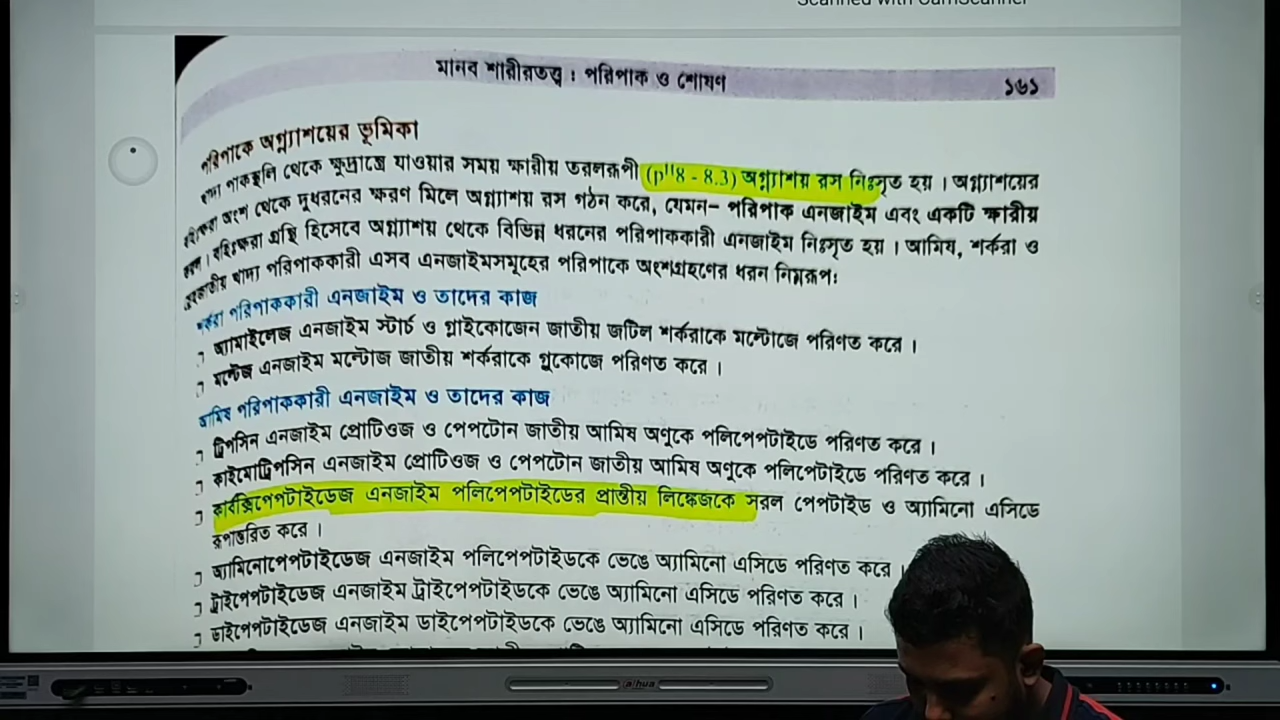 Scanned with CamScanner
মানব শারীরতত্ত্ব : পরিপাক ও শোষণ ১৬১
পরিপাকে অগ্ন্যাশয়ের ভূমিকা
খাদ্য পাকস্থলি থেকে ক্ষুদ্রান্ত্রে যাওয়ার সময় ক্ষারীয় তরলরূপী (pH8 - 8.3) অগ্ন্যাশয় রস নিঃসৃত হয় । অগ্ন্যাশয়ের
বহিঃক্ষরা অংশ থেকে দুধরনের ক্ষরণ মিলে অগ্ন্যাশয় রস গঠন করে, যেমন– পরিপাক এনজাইম এবং একটি ক্ষারীয়
তরল । বহিঃক্ষরা গ্রন্থি হিসেবে অগ্ন্যাশয় থেকে বিভিন্ন ধরনের পরিপাককারী এনজাইম নিঃসৃত হয় । আমিষ, শর্করা ও
স্নেহজাতীয় খাদ্য পরিপাককারী এসব এনজাইমসমূহের পরিপাকে অংশগ্রহণের ধরন নিম্নরূপ:
শর্করা পরিপাককারী এনজাইম ও তাদের কাজ
অ্যামাইলেজ এনজাইম স্টার্চ ও গ্লাইকোজেন জাতীয় জটিল শর্করাকে মল্টোজে পরিণত করে ।
মল্টেজ এনজাইম মল্টোজ জাতীয় শর্করাকে গ্লুকোজে পরিণত করে ।
আমিষ পরিপাককারী এনজাইম ও তাদের কাজ
ট্রিপসিন এনজাইম প্রোটিওজ ও পেপটোন জাতীয় আমিষ অণুকে পলিপেপটাইডে পরিণত করে ।
কাইমোট্রিপসিন এনজাইম প্রোটিওজ ও পেপটোন জাতীয় আমিষ অণুকে পলিপেটাইডে পরিণত করে ।
কার্বক্সিপেপটাইডেজ এনজাইম পলিপেপটাইডের প্রান্তীয় লিঙ্কেজকে সরল পেপটাইড ও অ্যামিনো এসিডে
রূপান্তরিত করে ।
অ্যামিনোপেপটাইডেজ এনজাইম পলিপেপটাইডকে ভেঙে অ্যামিনো এসিডে পরিণত করে
ট্রাইপেপটাইডেজ এনজাইম ট্রাইপেপটাইডকে ভেঙে অ্যামিনো এসিডে পরিণত করে ।
ডাইপেপটাইডেজ এনজাইম ডাইপেপটাইডকে ভেঙে অ্যামিনো এসিডে পরিণত করে ।
alhua